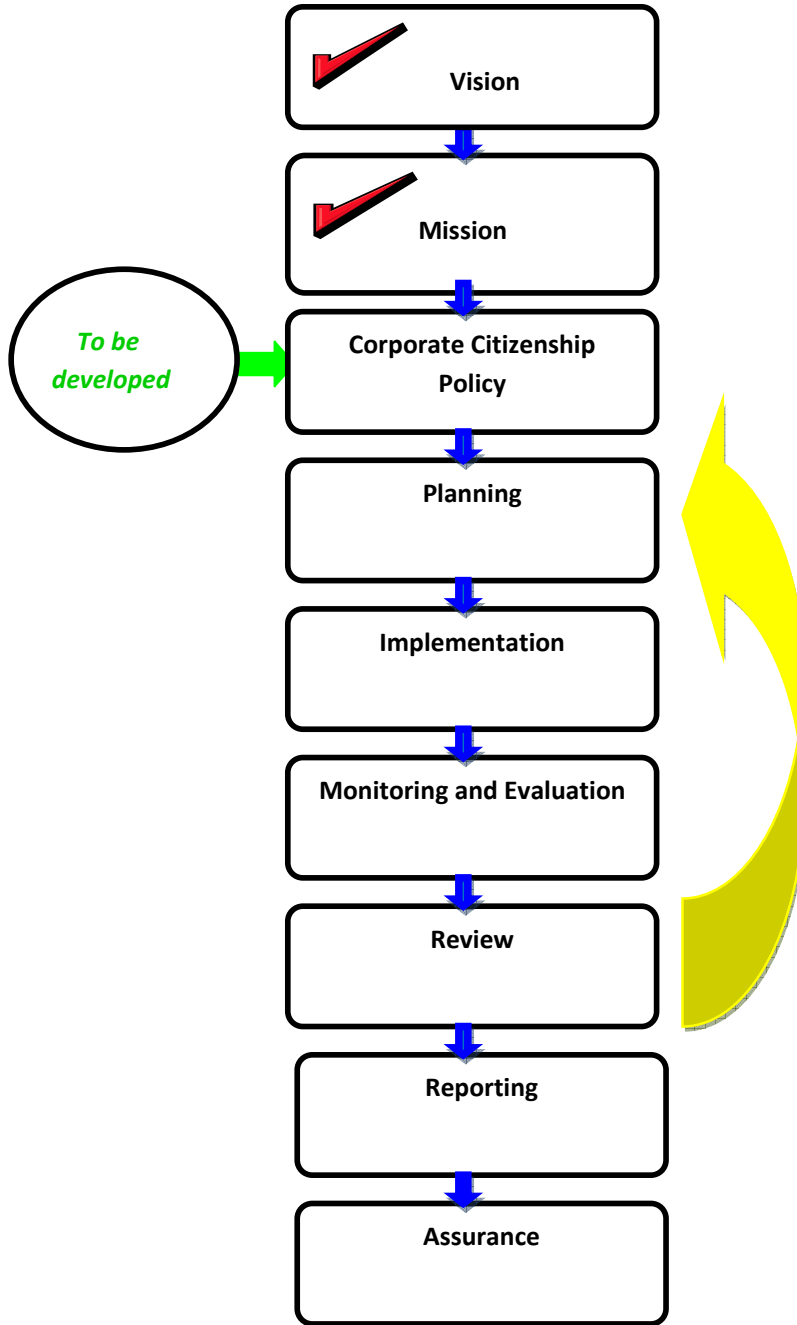 Vision
Mission
To be
developed
Corporate Citizenship
Policy
Planning
Implementation
Monitoring and Evaluation
Review
Reporting
Assurance